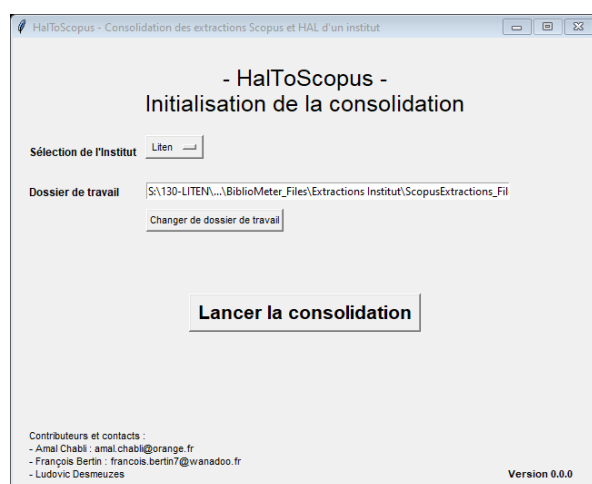 HalToScopus - Consolidation des extractions Scopus et HAL d'un institut
- HalToScopus -
Initialisation de la consolidation
Sélection de l'Institut
Liten
Dossier de travail
S:\130-LITEN\...\BiblioMeter_Files\Extractions Institut\ScopusExtractions_Fil
Changer de dossier de travail
Lancer la consolidation
Contributeurs et contacts :
- Amal Chabli : amal.chabli@orange.fr
- François Bertin : francois.bertin7@wanadoo.fr
- Ludovic Desmeuzes
Version 0.0.0